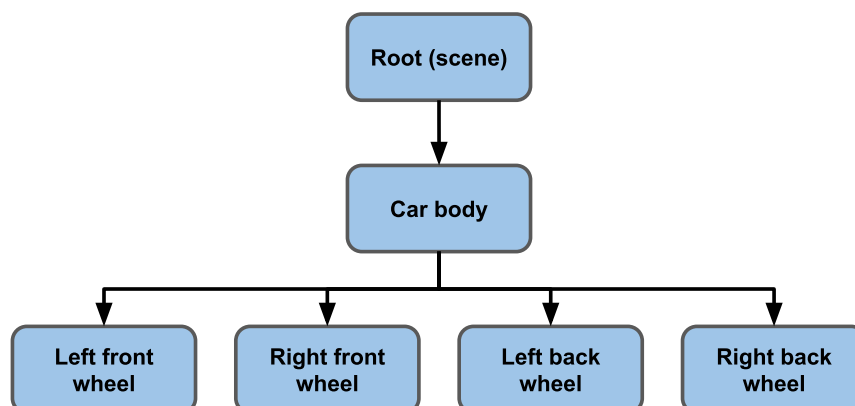 Root (scene)
Car body
Left front
wheel
Right front
wheel
Left back
wheel
Right back
wheel